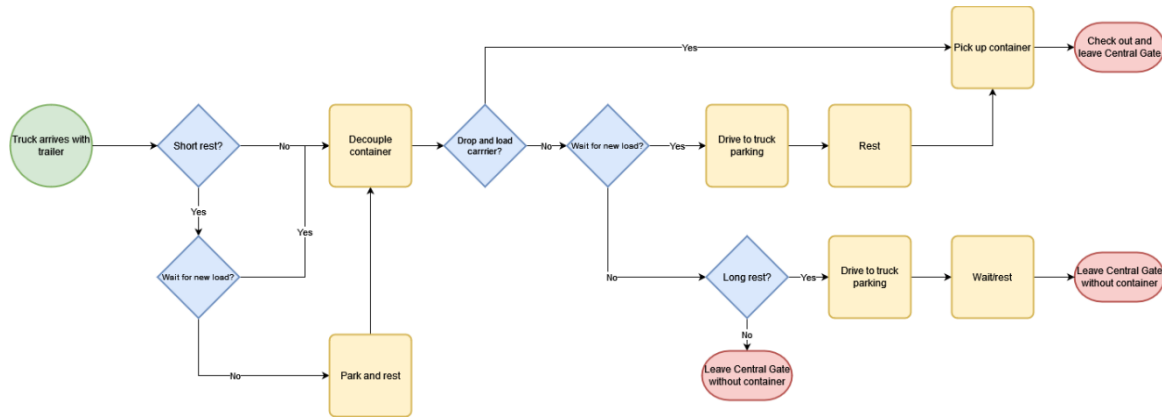 Yes
Pick up container
Check out and
leave Central Gate
Truck arrives with
trailer
Short rest?
No
Decouple
container
Drop and load
carrrier?
No
Wait for new load?
Yes
Drive to truck
parking
Rest
Yes
Yes
Wait for new load?
No
Long rest?
Yes
Drive to truck
parking
Wait/rest
Leave Central Gate
without container
No
No
Park and rest
Leave Central Gate
without container